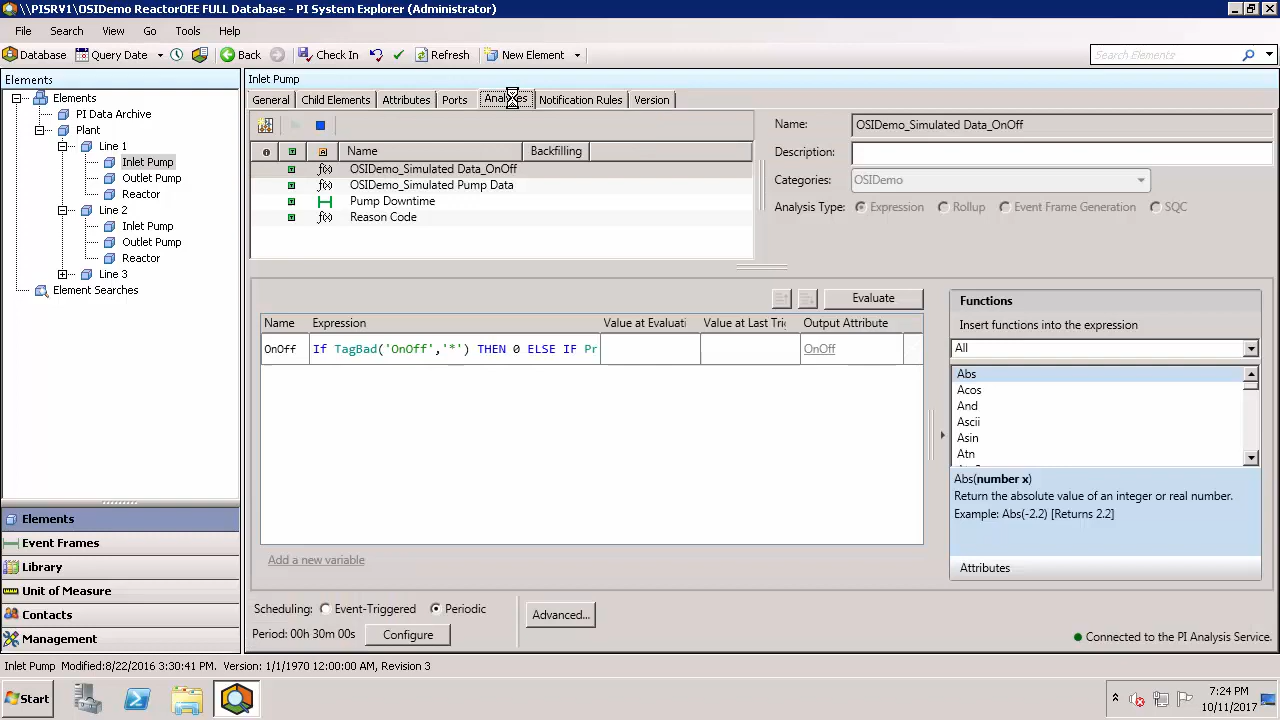 \\PISRV1\OSIDemo ReactorOEE FULL Database - PI System Explorer (Administrator)
File Search View Go Tools Help
Database Query Date Back Check In Refresh New Element Search Elements
Elements
Elements
PI Data Archive
Plant
Line 1
Inlet Pump
Outlet Pump
Reactor
Line 2
Inlet Pump
Outlet Pump
Reactor
Line 3
Element Searches
Elements
Event Frames
Library
Unit of Measure
Contacts
Management
Inlet Pump
General Child Elements Attributes Ports Analyses Notification Rules Version
Name Backfilling
OSIDemo_Simulated Data_OnOff
OSIDemo_Simulated Pump Data
Pump Downtime
Reason Code
Name: OSIDemo_Simulated Data_OnOff
Description:
Categories: OSIDemo
Analysis Type: Expression Rollup Event Frame Generation SQC
Evaluate
Name Expression Value at Evaluati Value at Last Tri Output Attribute
OnOff If TagBad('OnOff','*') THEN 0 ELSE IF Pr OnOff
Add a new variable
Functions
Insert functions into the expression
All
Abs
Acos
And
Ascii
Asin
Atn
Abs(number x)
Return the absolute value of an integer or real number.
Example: Abs(-2.2) [Returns 2.2]
Attributes
Scheduling: Event-Triggered Periodic
Period: 00h 30m 00s Configure
Advanced...
Connected to the PI Analysis Service.
Inlet Pump Modified:8/22/2016 3:30:41 PM, Version: 1/1/1970 12:00:00 AM, Revision 3
Start
7:24 PM
10/11/2017